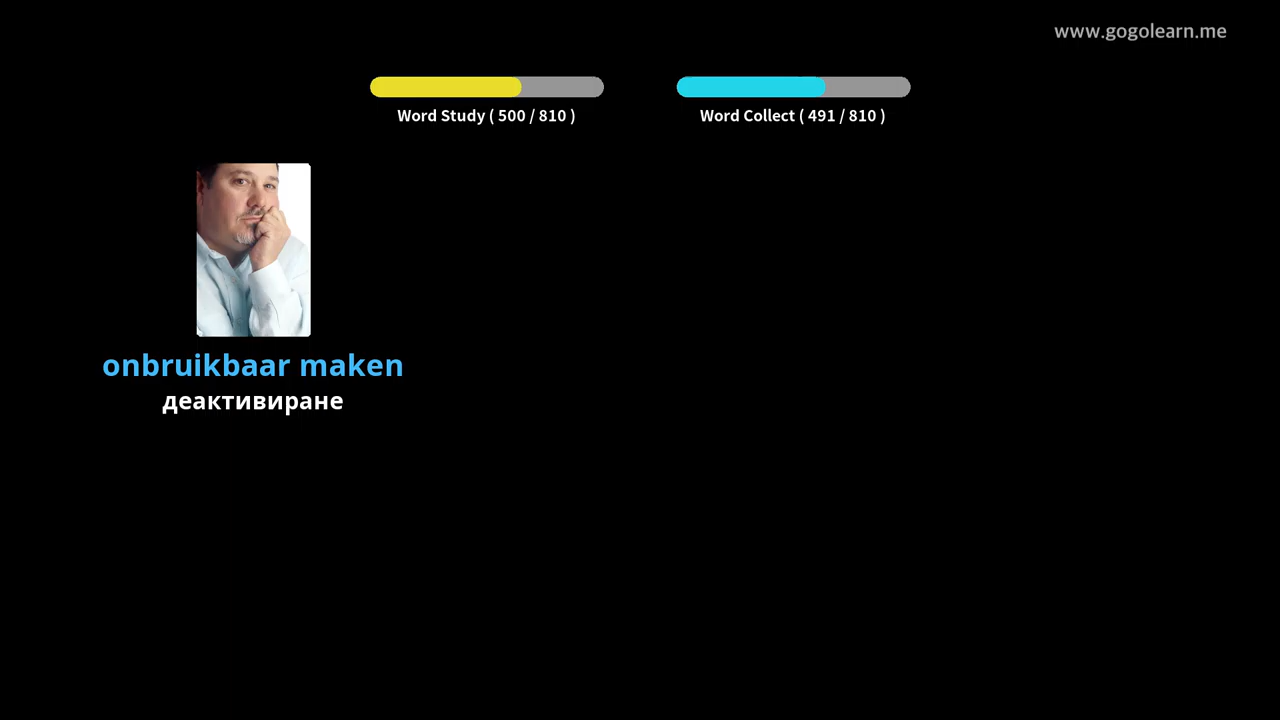 www.gogolearn.me
Word Study ( 500 / 810 )
Word Collect ( 491 / 810 )
onbruikbaar maken
деактивиране